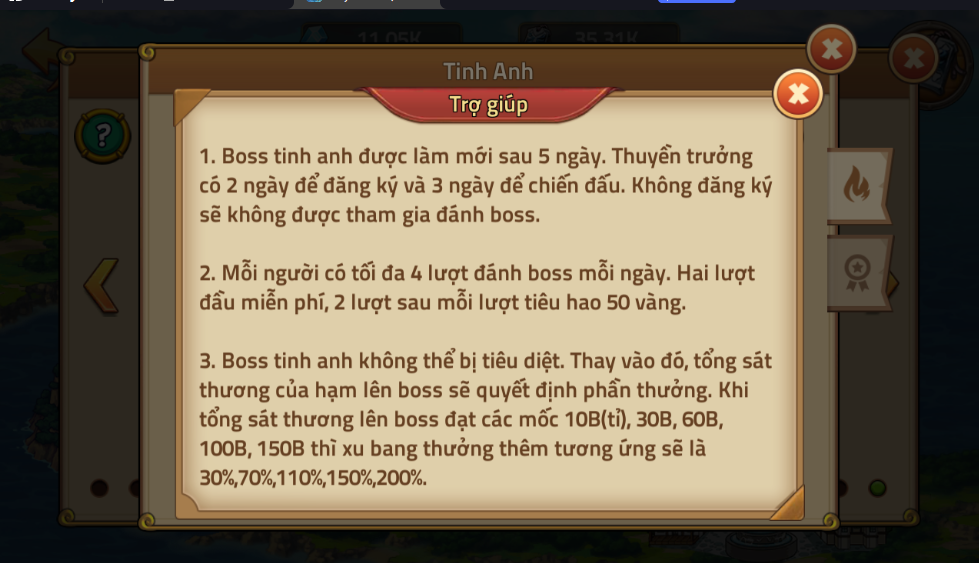 11.05K
35.31K
Tinh Anh
Trợ giúp
1. Boss tinh anh được làm mới sau 5 ngày. Thuyền trưởng
có 2 ngày để đăng ký và 3 ngày để chiến đấu. Không đăng ký
sẽ không được tham gia đánh boss.
2. Mỗi người có tối đa 4 lượt đánh boss mỗi ngày. Hai lượt
đầu miễn phí, 2 lượt sau mỗi lượt tiêu hao 50 vàng.
3. Boss tinh anh không thể bị tiêu diệt. Thay vào đó, tổng sát
thương của hạm lên boss sẽ quyết định phần thưởng. Khi
tổng sát thương lên boss đạt các mốc 10B(tỉ), 30B, 60B,
100B, 150B thì xu bang thưởng thêm tương ứng sẽ là
30%,70%,110%,150%,200%.